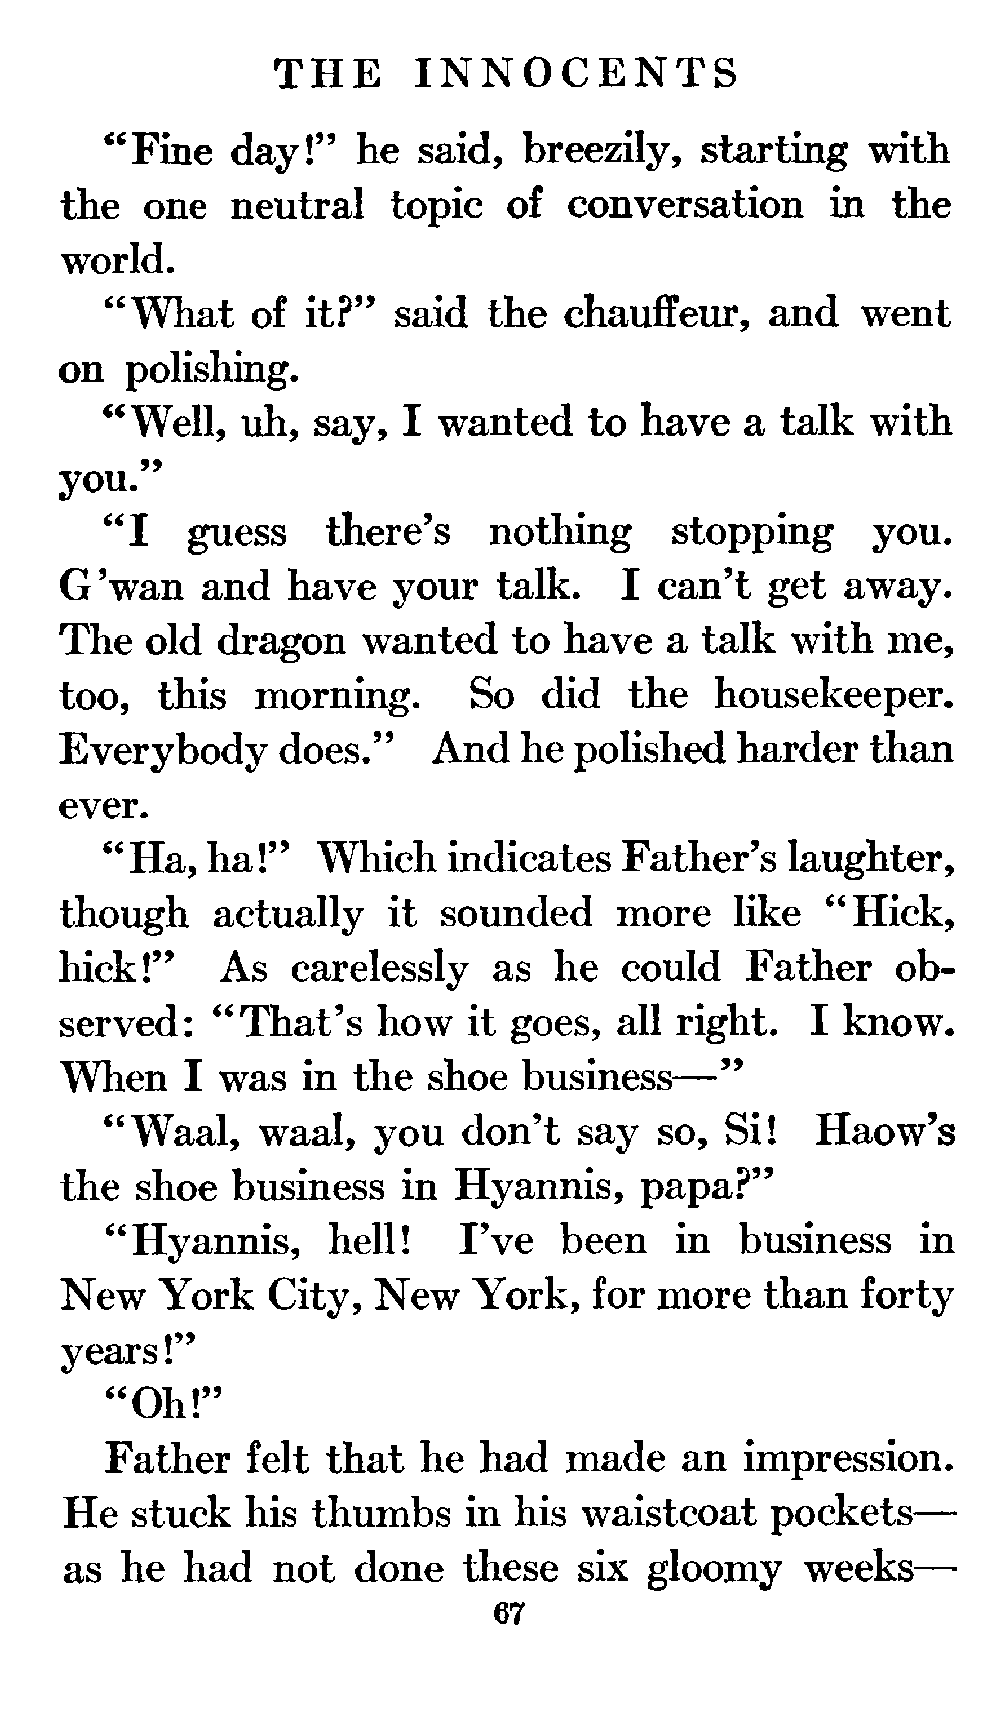 THE INNOCENTS
“Fine day!” he said, breezily, starting with
the one neutral topic of conversation in the
world.
“What of it?” said the chauffeur, and went
on polishing.
“Well, uh, say, I wanted to have a talk with
you.”
“I guess there’s nothing stopping you.
G’wan and have your talk. I can’t get away.
The old dragon wanted to have a talk with me,
too, this morning. So did the housekeeper.
Everybody does.” And he polished harder than
ever.
“Ha, ha!” Which indicates Father’s laughter,
though actually it sounded more like “Hick,
hick!” As carelessly as he could Father ob-
served: “That’s how it goes, all right. I know.
When I was in the shoe business—”
“Waal, waal, you don’t say so, Si! Haow’s
the shoe business in Hyannis, papa?”
“Hyannis, hell! I’ve been in business in
New York City, New York, for more than forty
years!”
“Oh!”
Father felt that he had made an impression.
He stuck his thumbs in his waistcoat pockets—
as he had not done these six gloomy weeks—
67